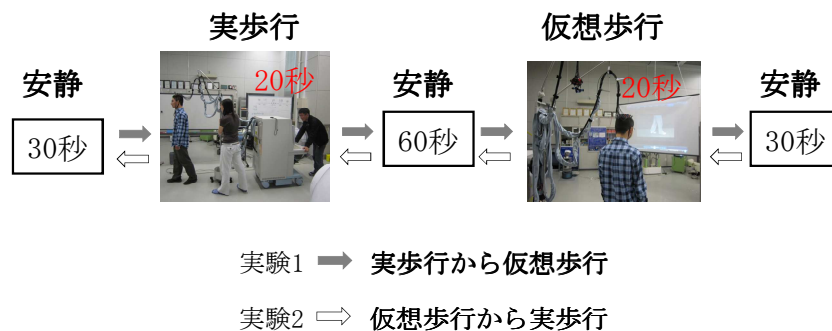 実歩行
仮想歩行
安静
20秒
安静
20秒
安静
30秒
60秒
30秒
実験1
実歩行から仮想歩行
実験2
仮想歩行から実歩行